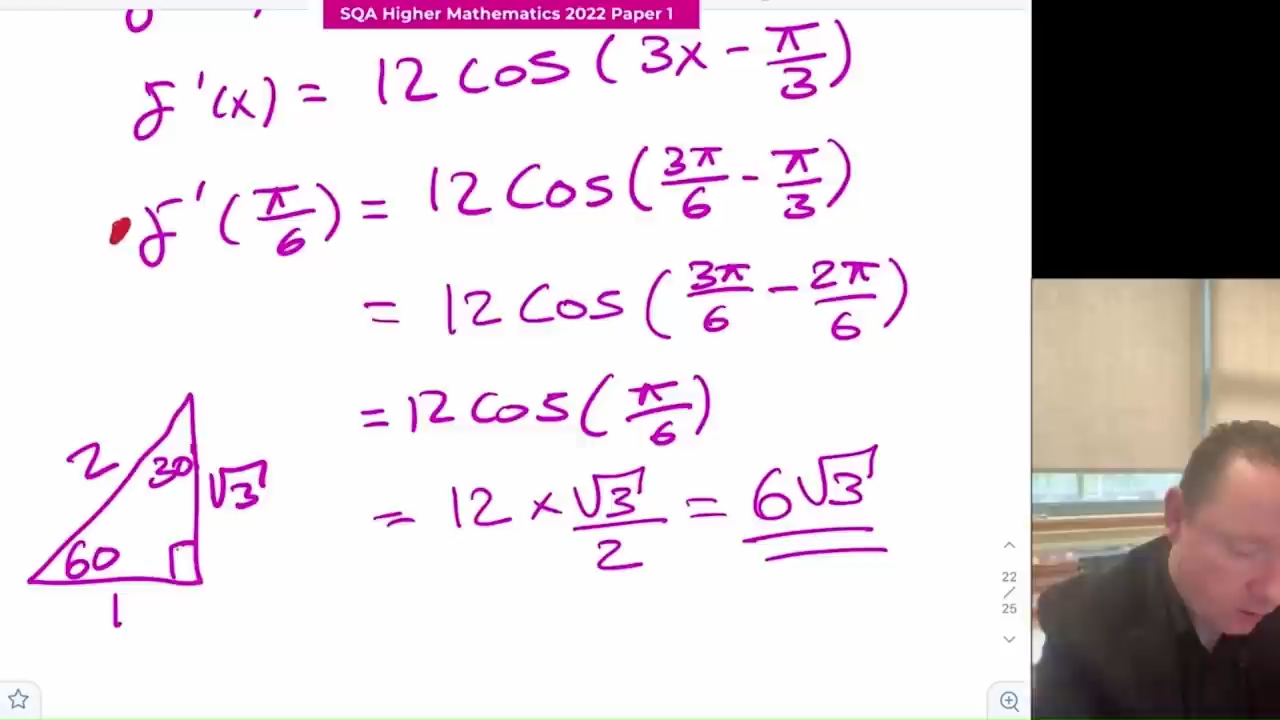 SQA Higher Mathematics 2022 Paper 1
f'(x) = 12 cos(3x - π/3)
f'(π/6) = 12 cos(3π/6 - π/3)
= 12 cos(3π/6 - 2π/6)
= 12 cos(π/6)
= 12 × √3/2 = 6√3
2
30
√3
60
1
22
/
25